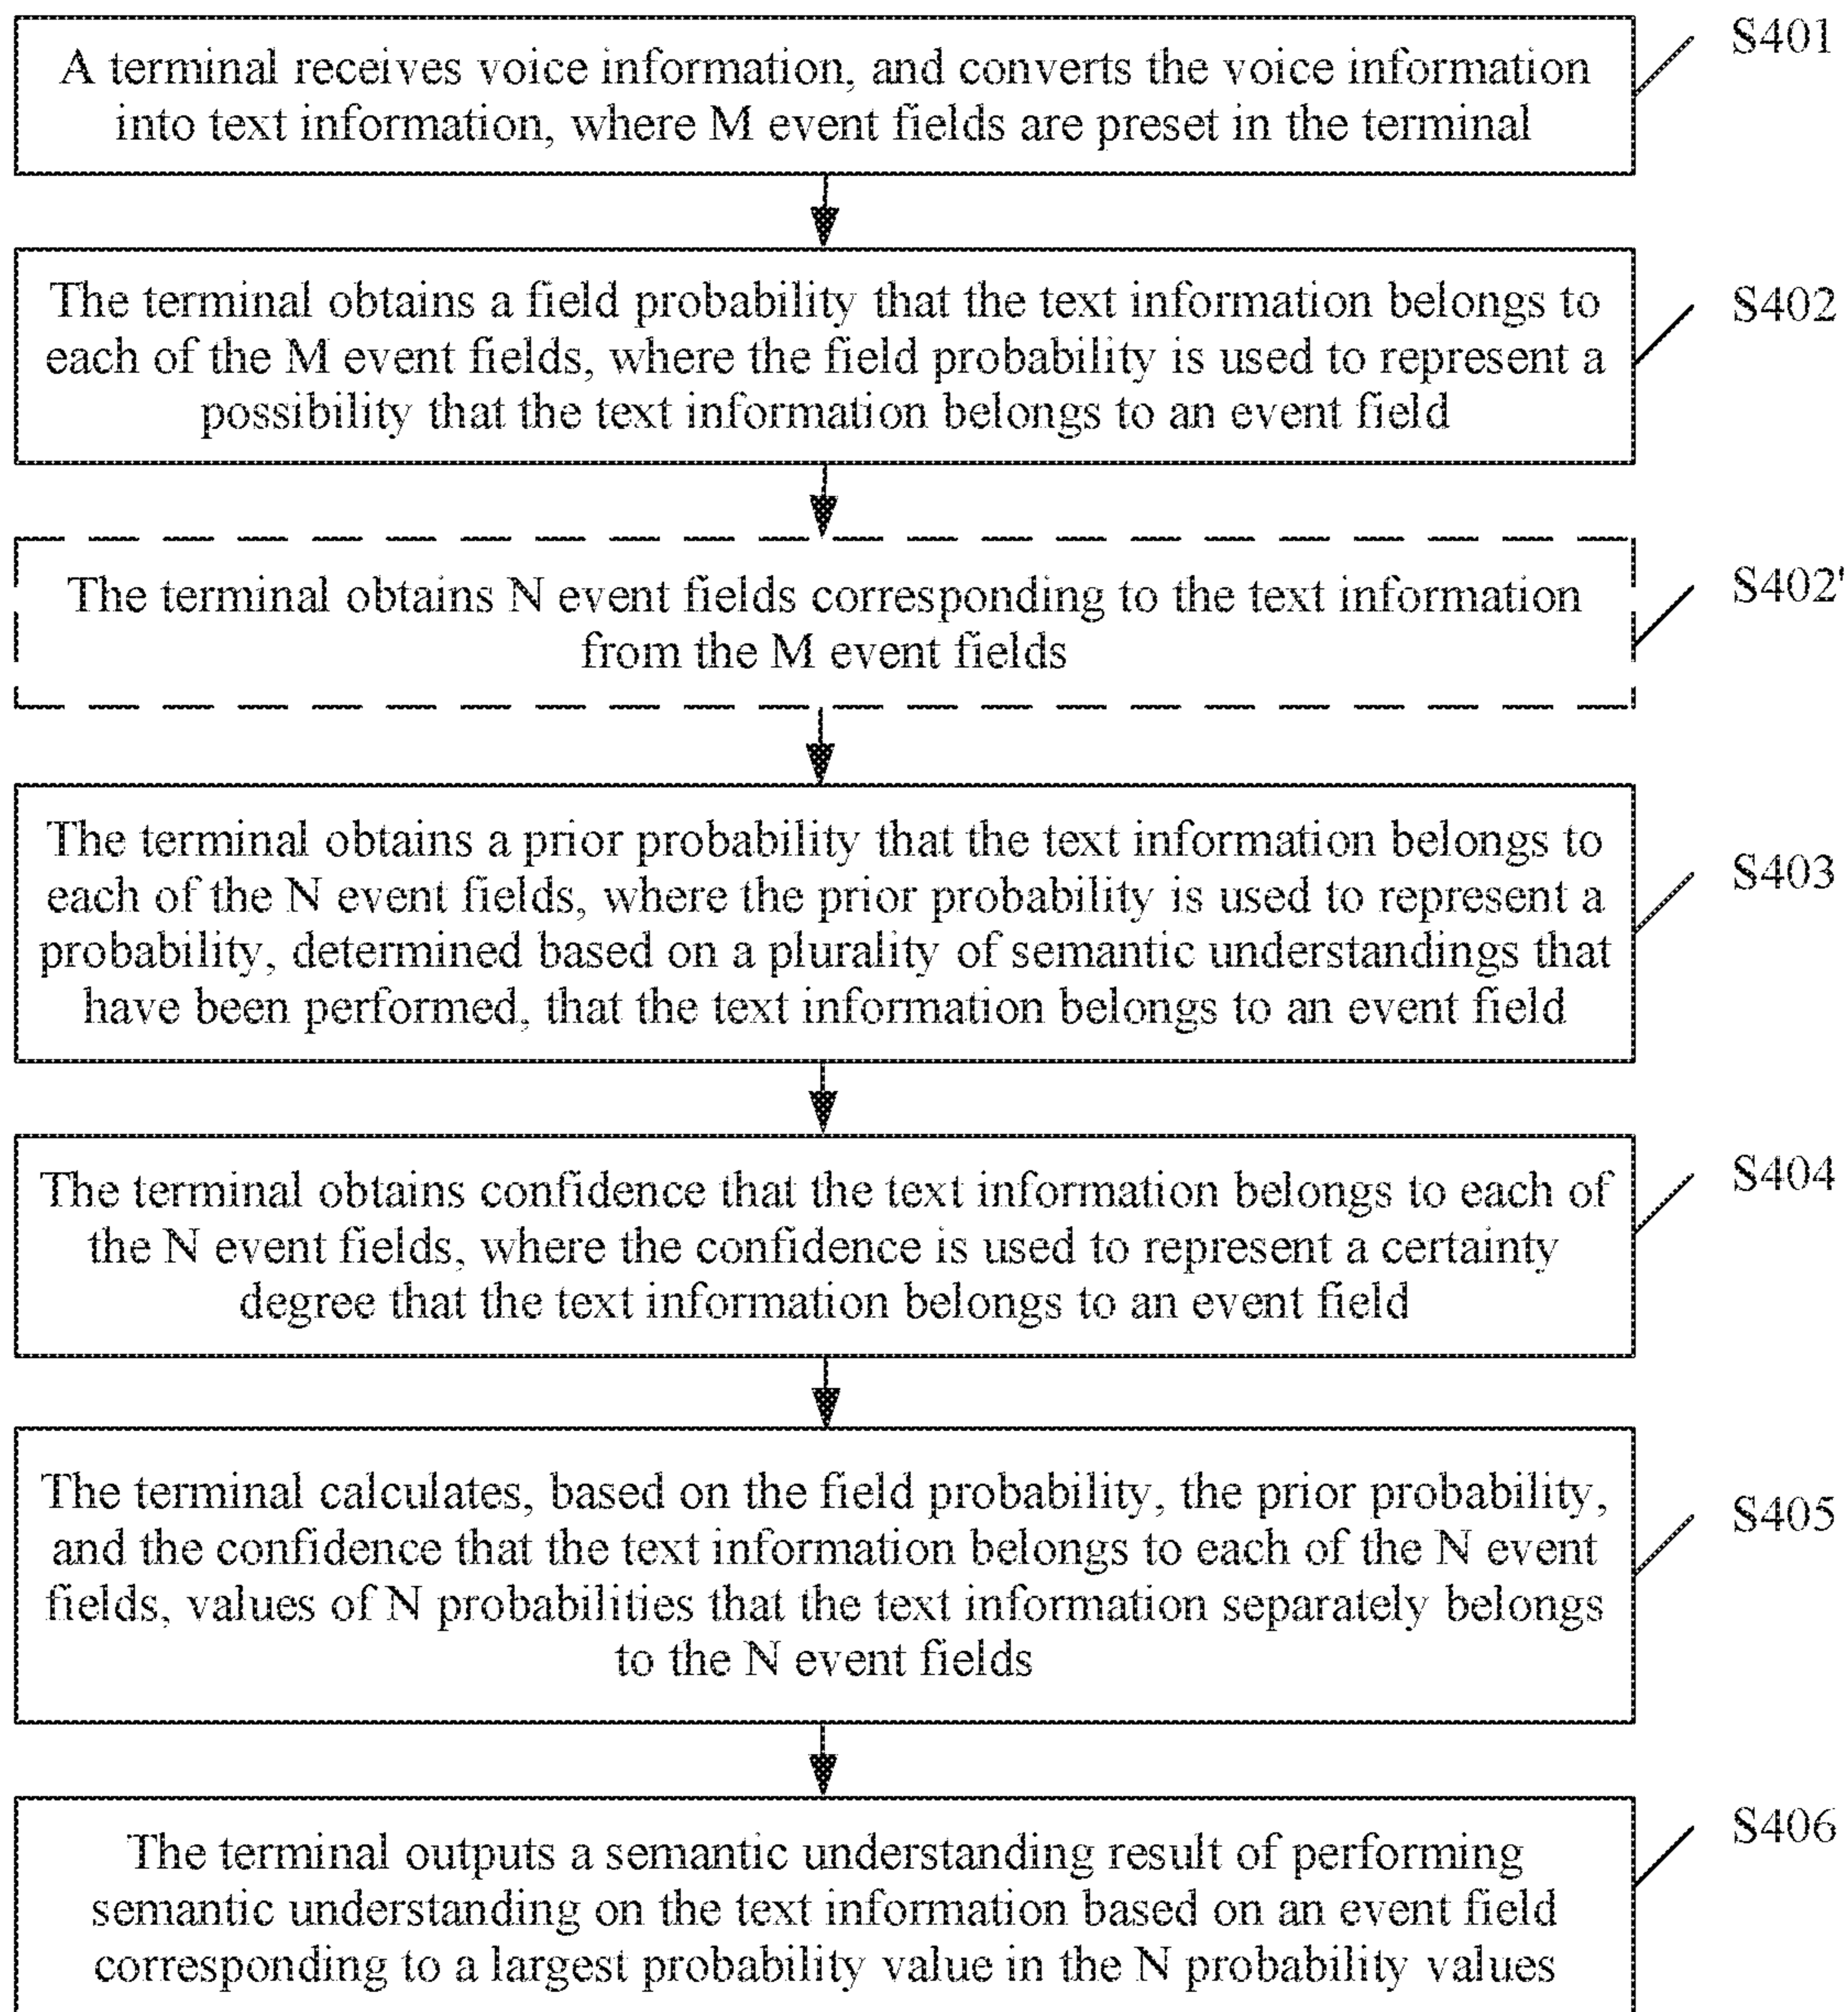 A terminal receives voice information, and converts the voice information
into text information, where M event fields are preset in the terminal
S401
The terminal obtains a field probability that the text information belongs to
each of the M event fields, where the field probability is used to represent a
possibility that the text information belongs to an event field
S402
The terminal obtains N event fields corresponding to the text information
from the M event fields
S402'
The terminal obtains a prior probability that the text information belongs to
each of the N event fields, where the prior probability is used to represent a
probability, determined based on a plurality of semantic understandings that
have been performed, that the text information belongs to an event field
S403
The terminal obtains confidence that the text information belongs to each of
the N event fields, where the confidence is used to represent a certainty
degree that the text information belongs to an event field
S404
The terminal calculates, based on the field probability, the prior probability,
and the confidence that the text information belongs to each of the N event
fields, values of N probabilities that the text information separately belongs
to the N event fields
S405
The terminal outputs a semantic understanding result of performing
semantic understanding on the text information based on an event field
corresponding to a largest probability value in the N probability values
S406